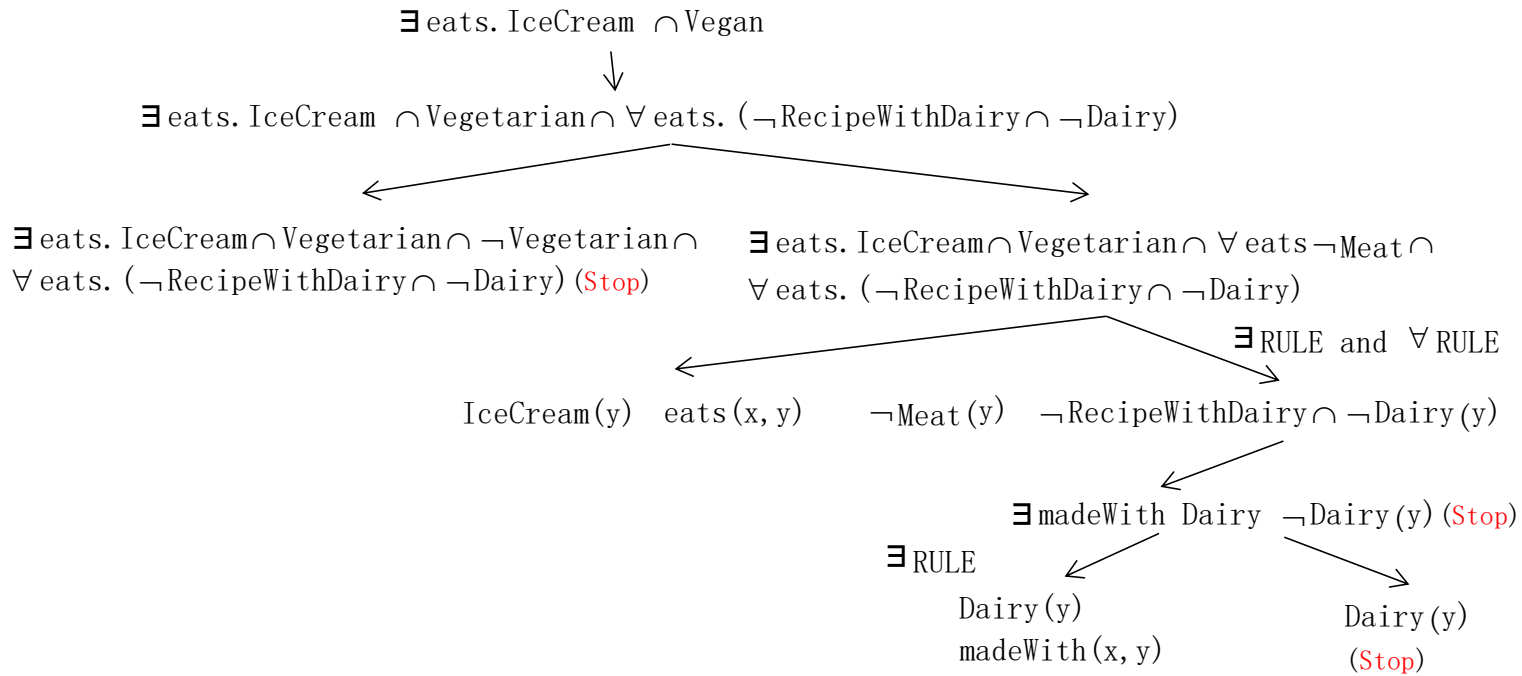 ∃eats.IceCream ∩Vegan
∃eats.IceCream ∩Vegetarian∩∀eats.(¬RecipeWithDairy∩¬Dairy)
∃eats.IceCream∩Vegetarian∩¬Vegetarian∩
∀eats.(¬RecipeWithDairy∩¬Dairy)(Stop)
∃eats.IceCream∩Vegetarian∩∀eats¬Meat∩
∀eats.(¬RecipeWithDairy∩¬Dairy)
∃RULE and ∀RULE
IceCream(y) eats(x,y) ¬Meat(y) ¬RecipeWithDairy∩¬Dairy(y)
∃madeWith Dairy ¬Dairy(y)(Stop)
∃RULE
Dairy(y)
madeWith(x,y)
Dairy(y)
(Stop)